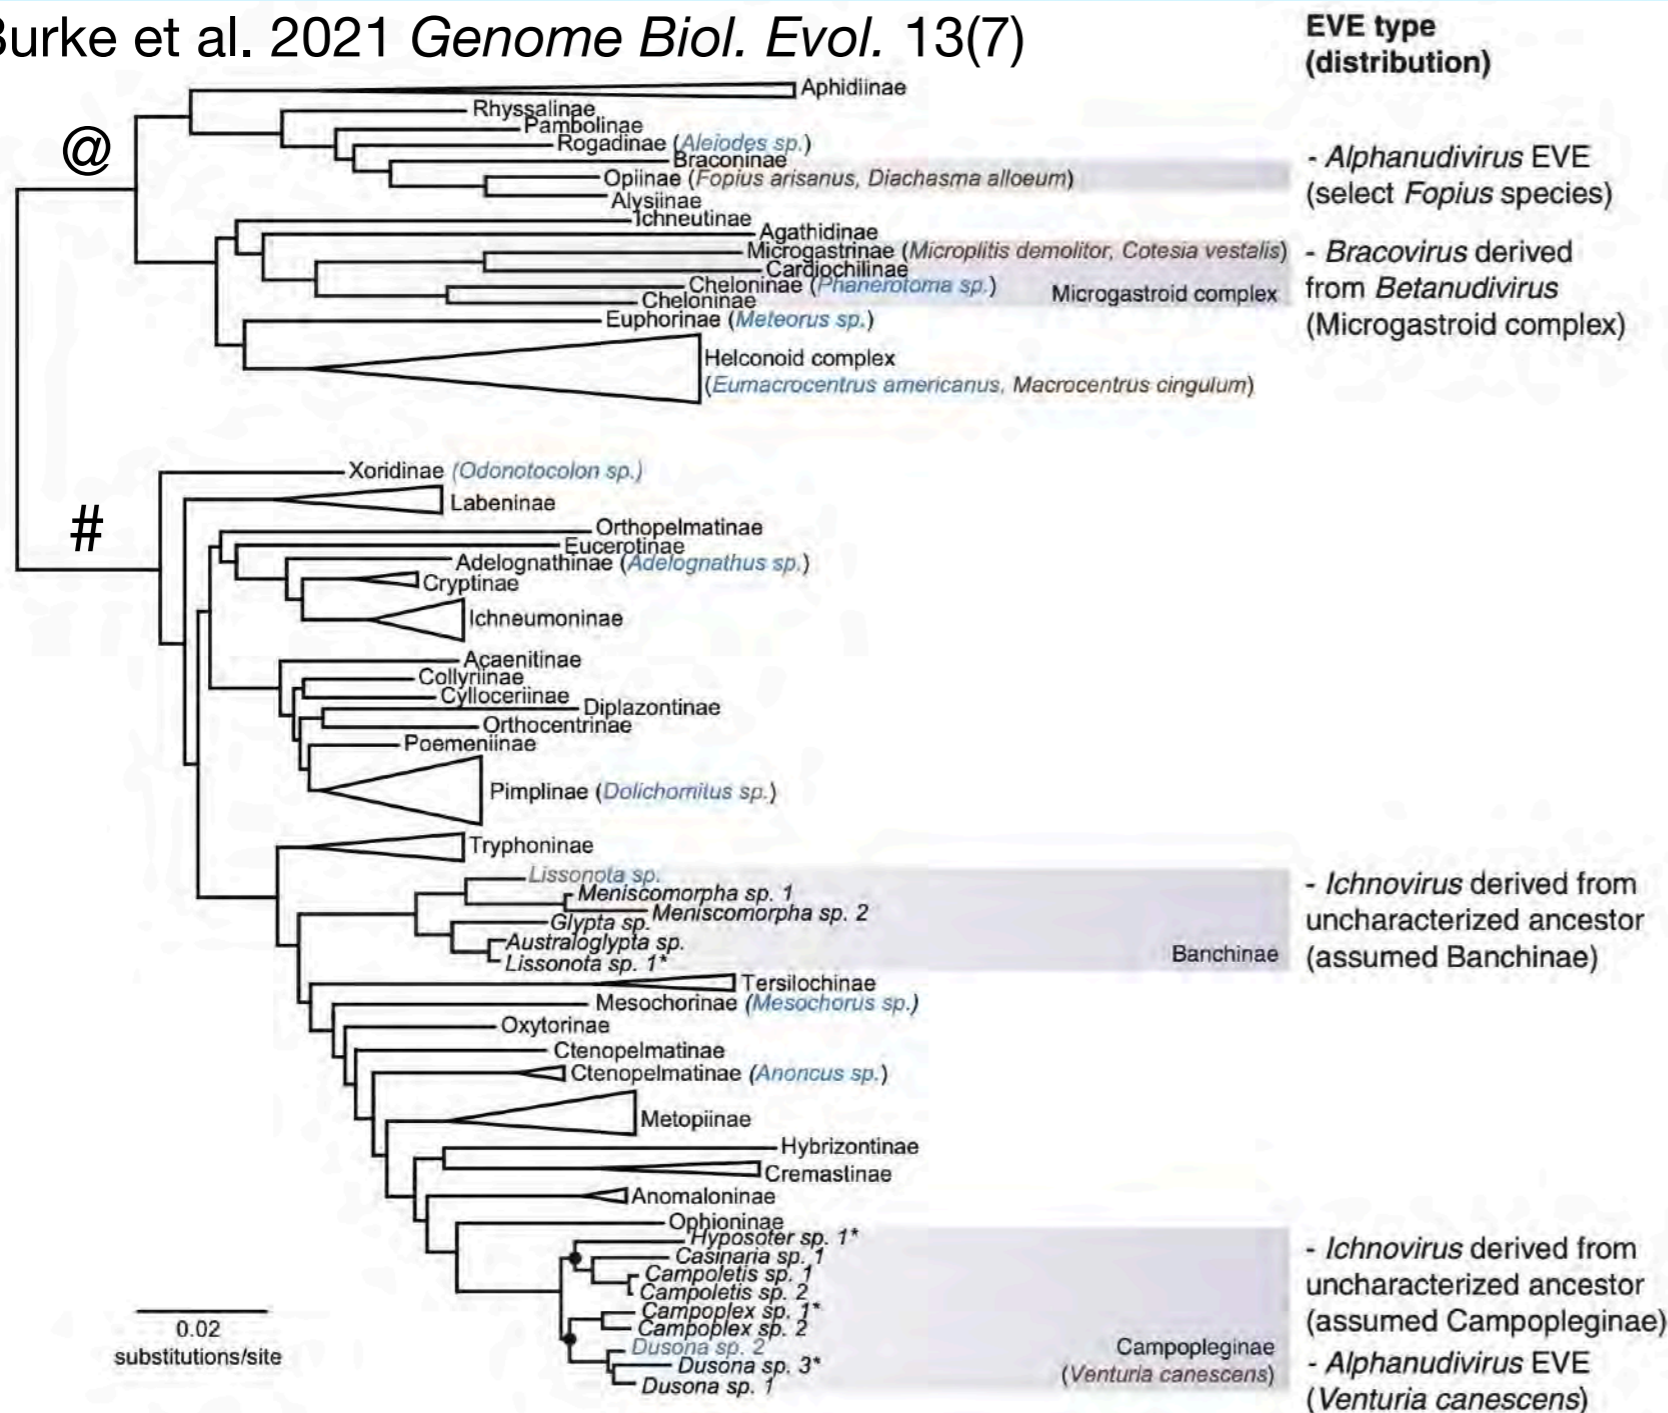 Burke et al. 2021 Genome Biol. Evol. 13(7)
EVE type
(distribution)
@
Aphidiinae
Rhyssalinae
Pambolinae
Rogadinae (Aleiodes sp.)
Braconinae
Opiinae (Fopius arisanus, Diachasma alloeum)
Alysiinae
- Alphanudivirus EVE
(select Fopius species)
Ichneutinae
Agathidinae
Microgastrinae (Microplitis demolitor, Cotesia vestalis)
Cardiochilinae
Cheloninae (Phanerotoma sp.)
Microgastroid complex
Cheloninae
- Bracovirus derived
from Betanudivirus
(Microgastroid complex)
Euphorinae (Meteorus sp.)
Helconoid complex
(Eumacrocentrus americanus, Macrocentrus cingulum)
#
Xoridinae (Odonotocolon sp.)
Labeninae
Orthopelmatinae
Eucerotinae
Adelognathinae (Adelognathus sp.)
Cryptinae
Ichneumoninae
Acaenitinae
Collyriinae
Cylloceriinae
Diplazontinae
Orthocentrinae
Poemeniinae
Pimplinae (Dolichomitus sp.)
Tryphoninae
Lissonota sp.
Meniscomorpha sp. 1
Meniscomorpha sp. 2
Glypta sp.
Australoglypta sp.
Lissonota sp. 1*
Banchinae
- Ichnovirus derived from
uncharacterized ancestor
(assumed Banchinae)
Tersilochinae
Mesochorinae (Mesochorus sp.)
Oxytorinae
Ctenopelmatinae
Ctenopelmatinae (Anoncus sp.)
Metopiinae
Hybrizontinae
Cremastinae
Anomaloninae
Ophioninae
Hyposoter sp. 1*
Casinaria sp. 1
Campoletis sp. 1
Campoletis sp. 2
Campoplex sp. 1*
Campoplex sp. 2
Dusona sp. 2
Dusona sp. 3*
Dusona sp. 1
Campopleginae
(Venturia canescens)
- Ichnovirus derived from
uncharacterized ancestor
(assumed Campopleginae)
- Alphanudivirus EVE
(Venturia canescens)
0.02
substitutions/site